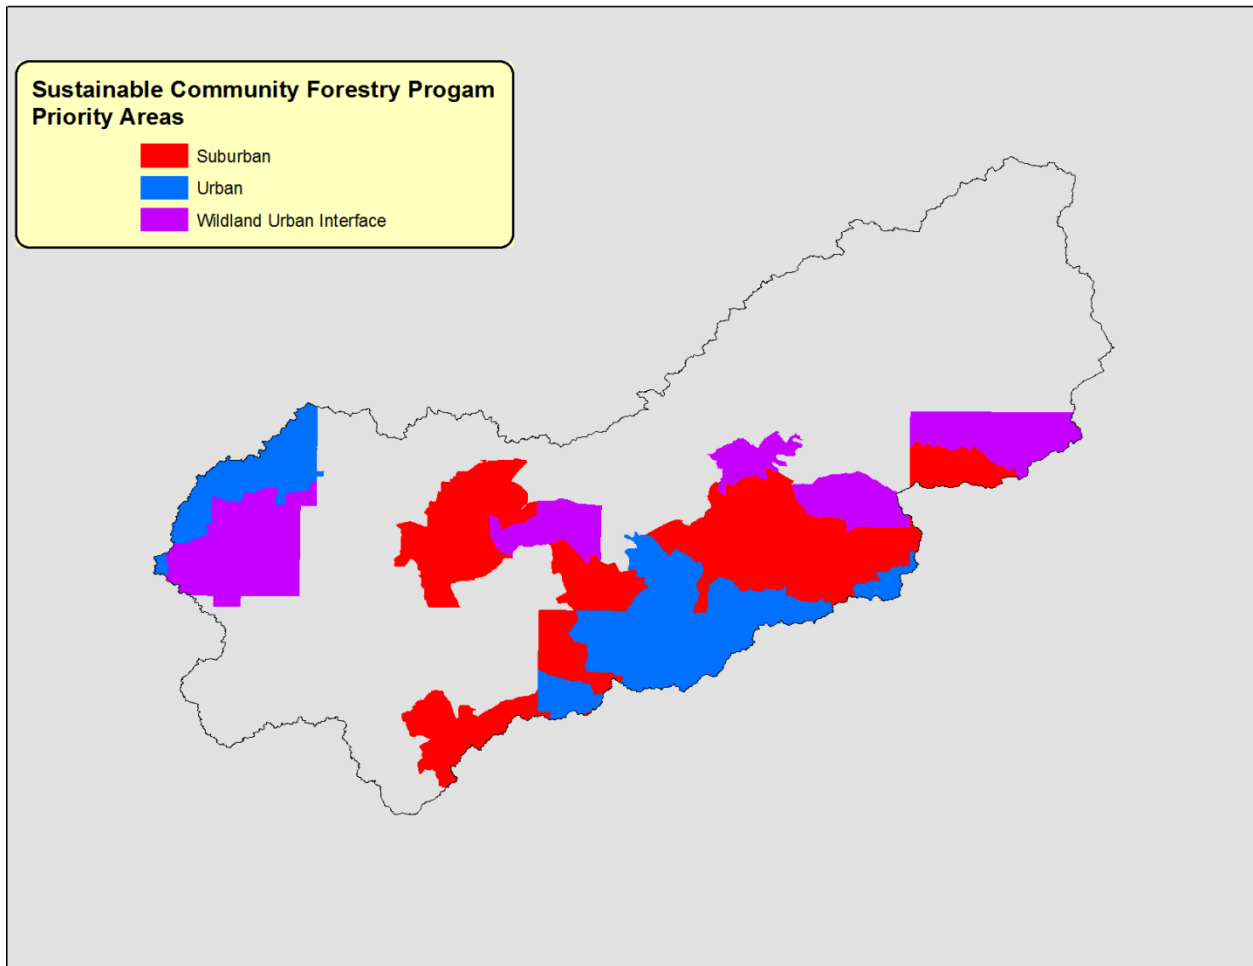 Sustainable Community Forestry Progam
Priority Areas
Suburban
Urban
Wildland Urban Interface